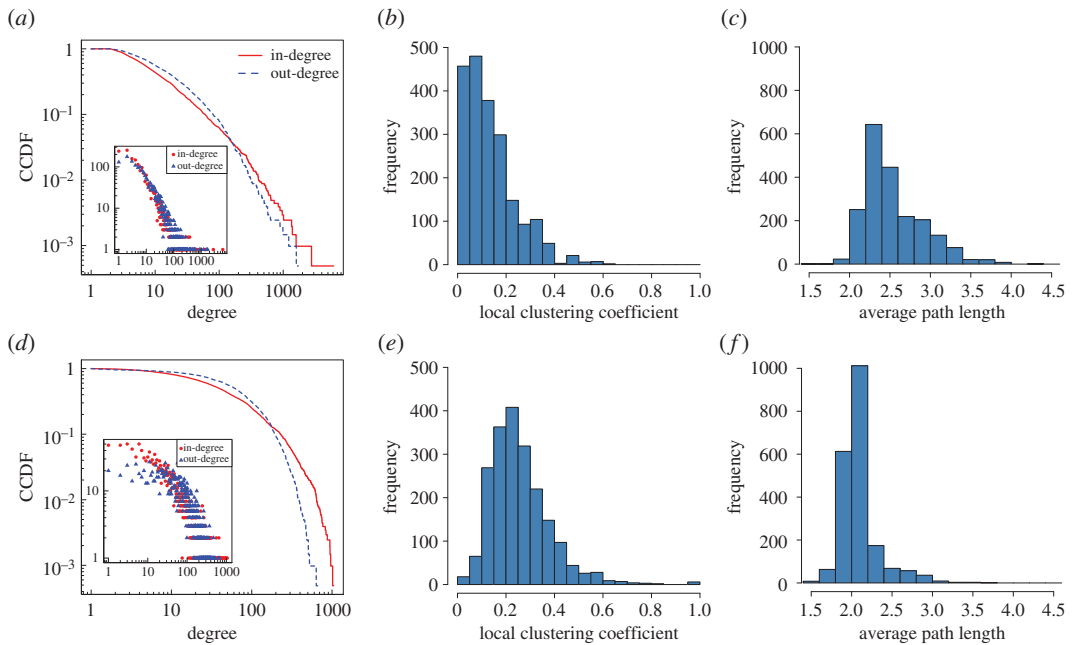 (a)
CCDF
1
10−1
10−2
10−3
in-degree
out-degree
100
10
1
in-degree
out-degree
1 10 100 1000
1 10 100 1000
degree
(b)
frequency
500
400
300
200
100
0
0 0.2 0.4 0.6 0.8 1.0
local clustering coefficient
(c)
frequency
1000
800
600
400
200
0
1.5 2.0 2.5 3.0 3.5 4.0 4.5
average path length
(d)
CCDF
1
10−1
10−2
10−3
10
1
in-degree
out-degree
1 10 100 1000
1 10 100 1000
degree
(e)
frequency
500
400
300
200
100
0
0 0.2 0.4 0.6 0.8 1.0
local clustering coefficient
(f)
frequency
1000
800
600
400
200
0
1.5 2.0 2.5 3.0 3.5 4.0 4.5
average path length